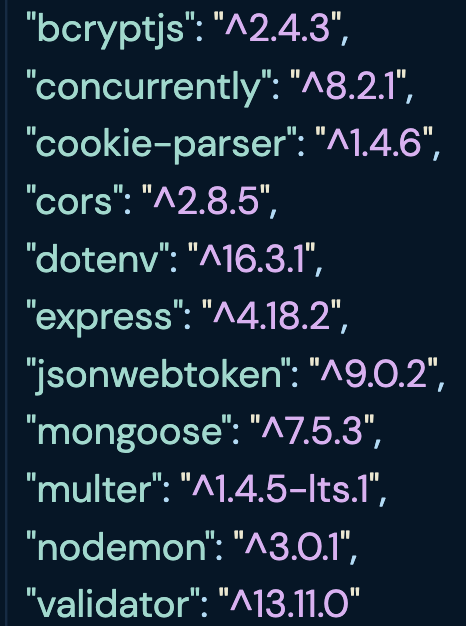 "bcryptjs": "^2.4.3",
"concurrently": "^8.2.1",
"cookie-parser": "^1.4.6",
"cors": "^2.8.5",
"dotenv": "^16.3.1",
"express": "^4.18.2",
"jsonwebtoken": "^9.0.2",
"mongoose": "^7.5.3",
"multer": "^1.4.5-lts.1",
"nodemon": "^3.0.1",
"validator": "^13.11.0"